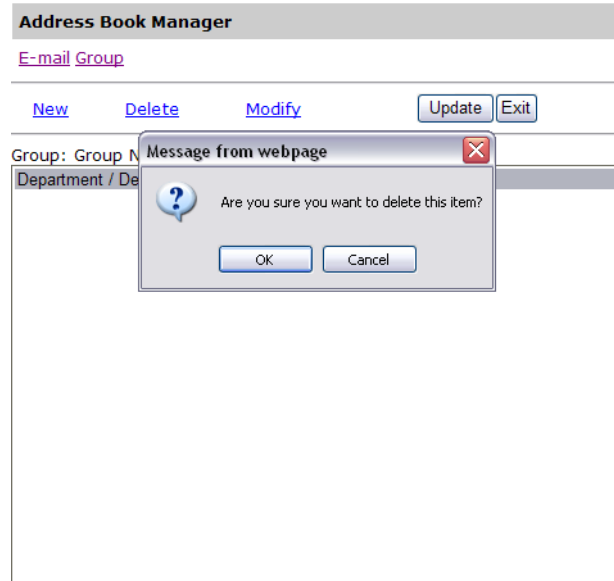 Address Book Manager
E-mail Group
New Delete Modify Update Exit
Group: Group N
Message from webpage
Department / De
Are you sure you want to delete this item?
OK Cancel